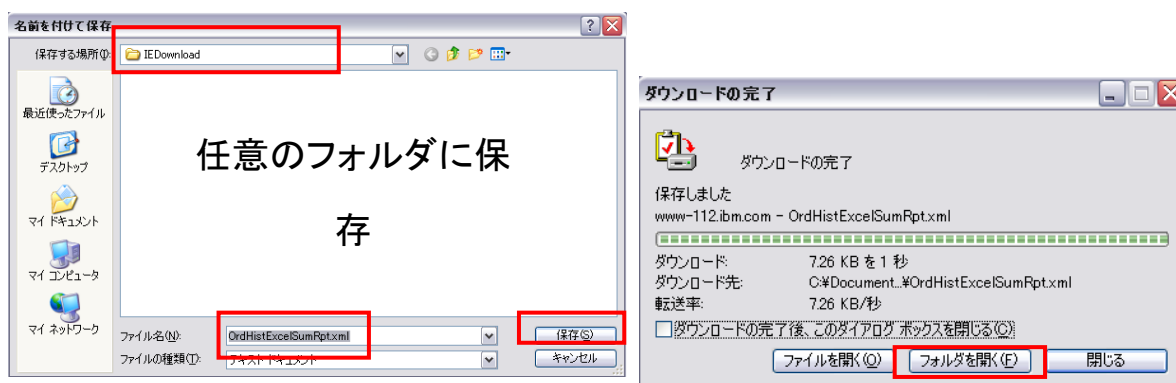 名前を付けて保存
保存する場所(I):
IEDownload
最近使ったファイル
デスクトップ
マイ ドキュメント
マイ コンピュータ
マイ ネットワーク
任意のフォルダに保
存
ファイル名(N):
OrdHistExcelSumRpt.xml
保存(S)
ファイルの種類(T):
テキスト ドキュメント
キャンセル
ダウンロードの完了
ダウンロードの完了
保存しました
www-112.ibm.com - OrdHistExcelSumRpt.xml
ダウンロード: 7.26 KB を 1 秒
ダウンロード先: C:¥Document...¥OrdHistExcelSumRpt.xml
転送率: 7.26 KB/秒
ダウンロードの完了後、このダイアログ ボックスを閉じる(C)
ファイルを開く(O)
フォルダを開く(F)
閉じる